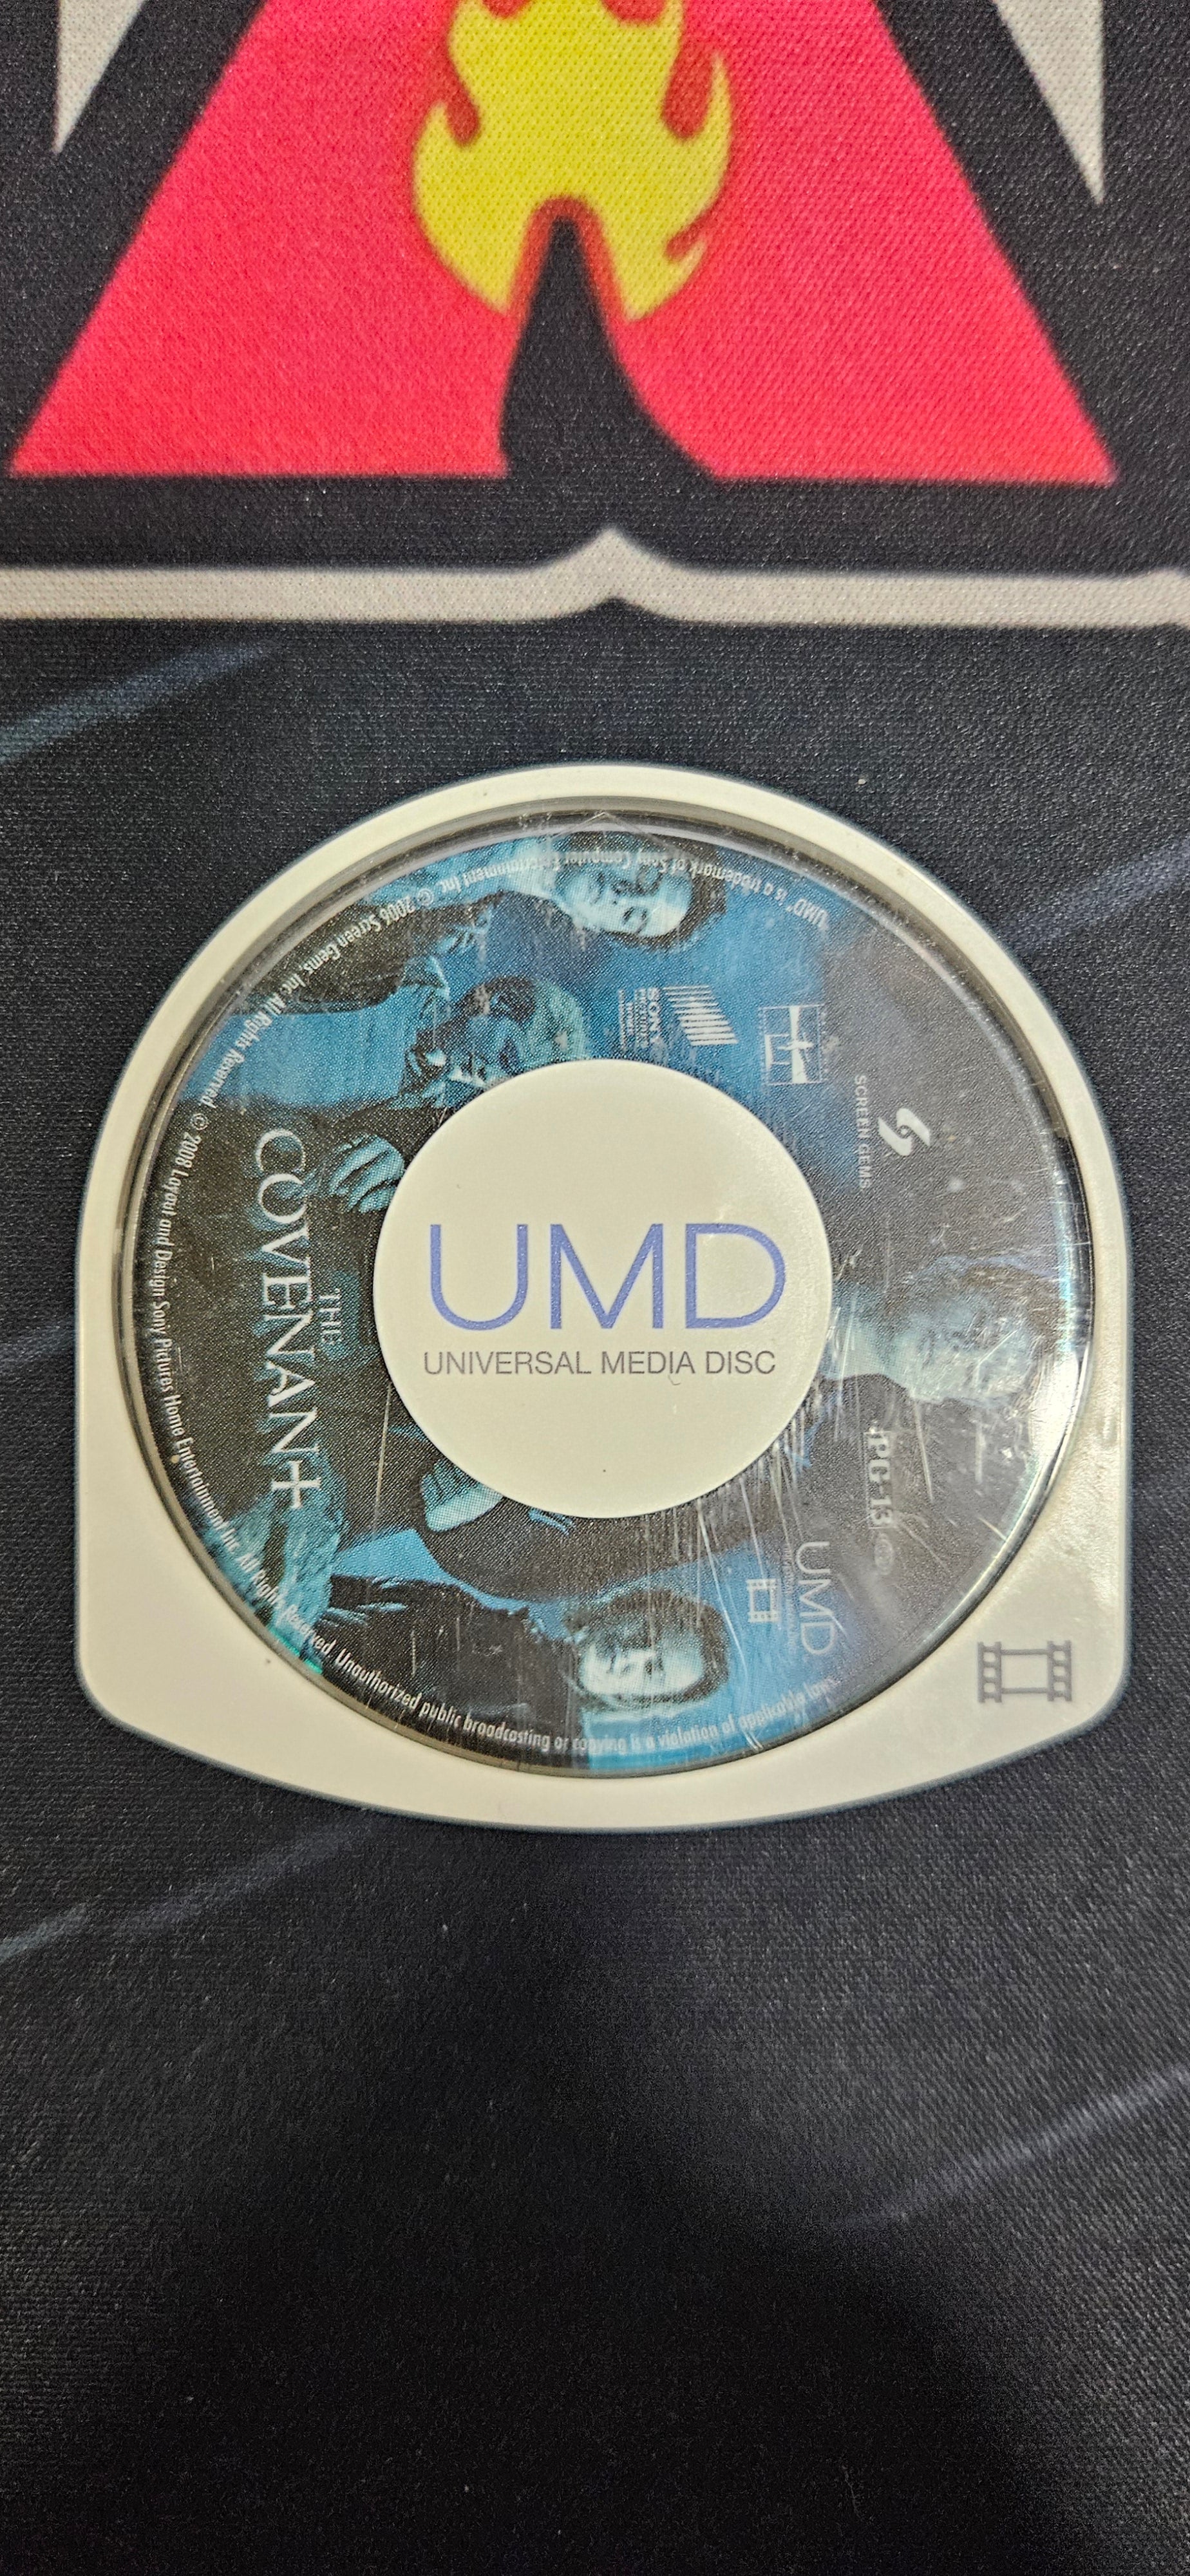 UMD
UNIVERSAL MEDIA DISC
THE
COVENANT
SCREEN GEMS
SONY
PICTURES
PG-13
UMD
"UMD" is a trademark of Sony Computer Entertainment Inc. © 2006 Screen Gems, Inc. All Rights Reserved. © 2008 Layout and Design Sony Pictures Home Entertainment Inc. All Rights Reserved. Unauthorized public broadcasting or copying is a violation of applicable laws.